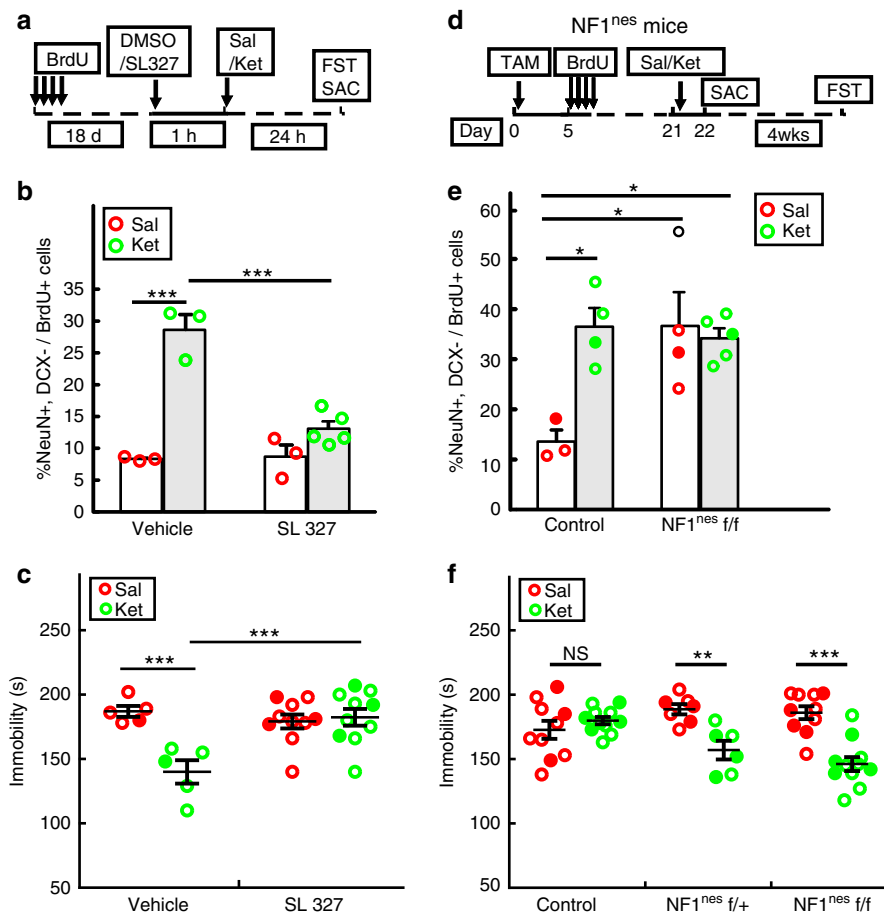 a
BrdU
DMSO
/SL327
Sal
/Ket
FST
SAC
18 d
1 h
24 h
b
Sal
Ket
%NeuN+, DCX- / BrdU+ cells
35
30
25
20
15
10
5
0
***
***
Vehicle
SL 327
c
Sal
Ket
Immobility (s)
250
200
150
100
50
***
***
Vehicle
SL 327
d
NF1nes mice
TAM
BrdU
Sal/Ket
SAC
FST
Day
0
5
21
22
4wks
e
Sal
Ket
%NeuN+, DCX- / BrdU+ cells
60
50
40
30
20
10
0
*
*
*
Control
NF1nes f/f
f
Sal
Ket
Immobility (s)
250
200
150
100
50
NS
**
***
Control
NF1nes f/+
NF1nes f/f